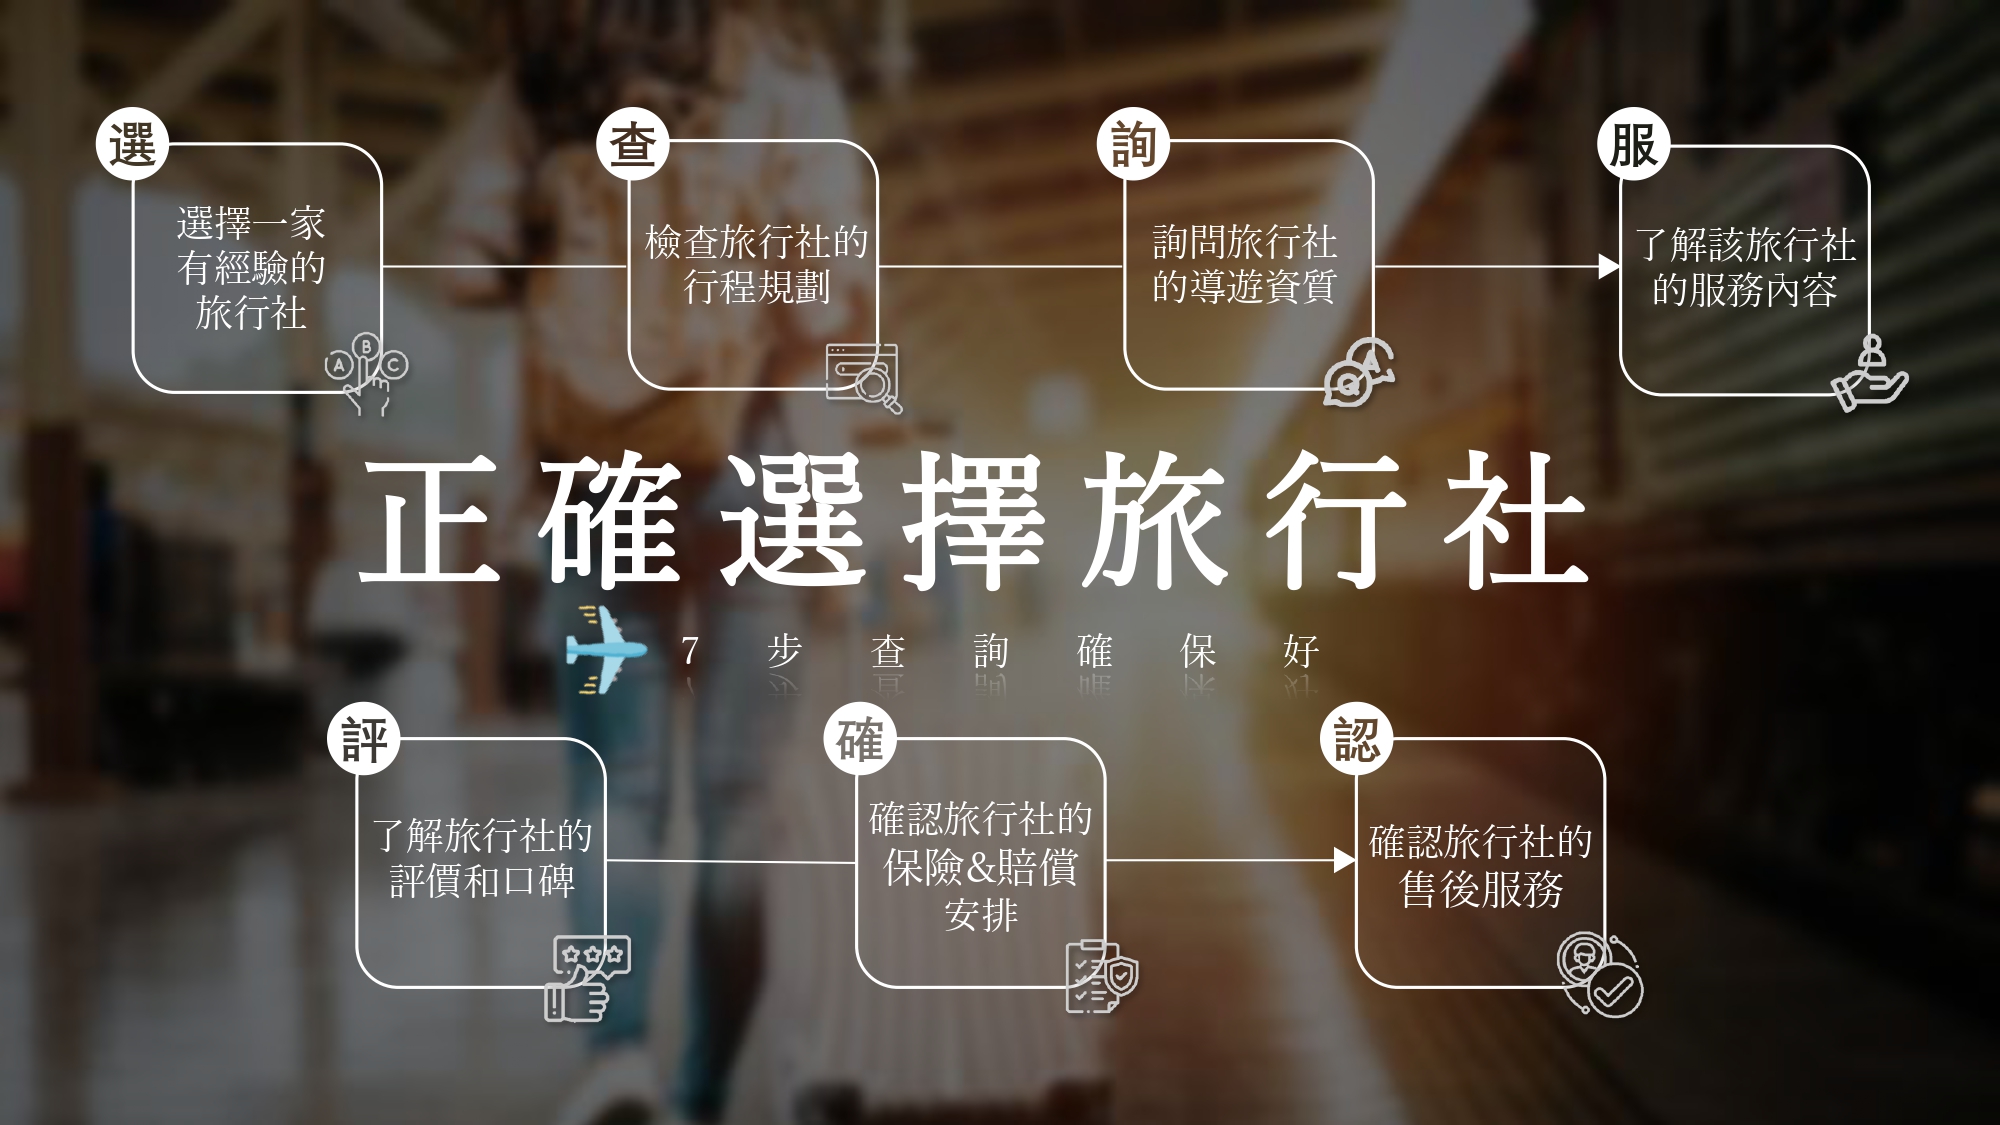 選
選擇一家
有經驗的
旅行社
A
B
C
查
檢查旅行社的
行程規劃
詢
詢問旅行社
的導遊資質
Q
A
服
了解該旅行社
的服務內容
正確選擇旅行社
7步查詢確保好
評
了解旅行社的
評價和口碑
確
確認旅行社的
保險&賠償
安排
認
確認旅行社的
售後服務